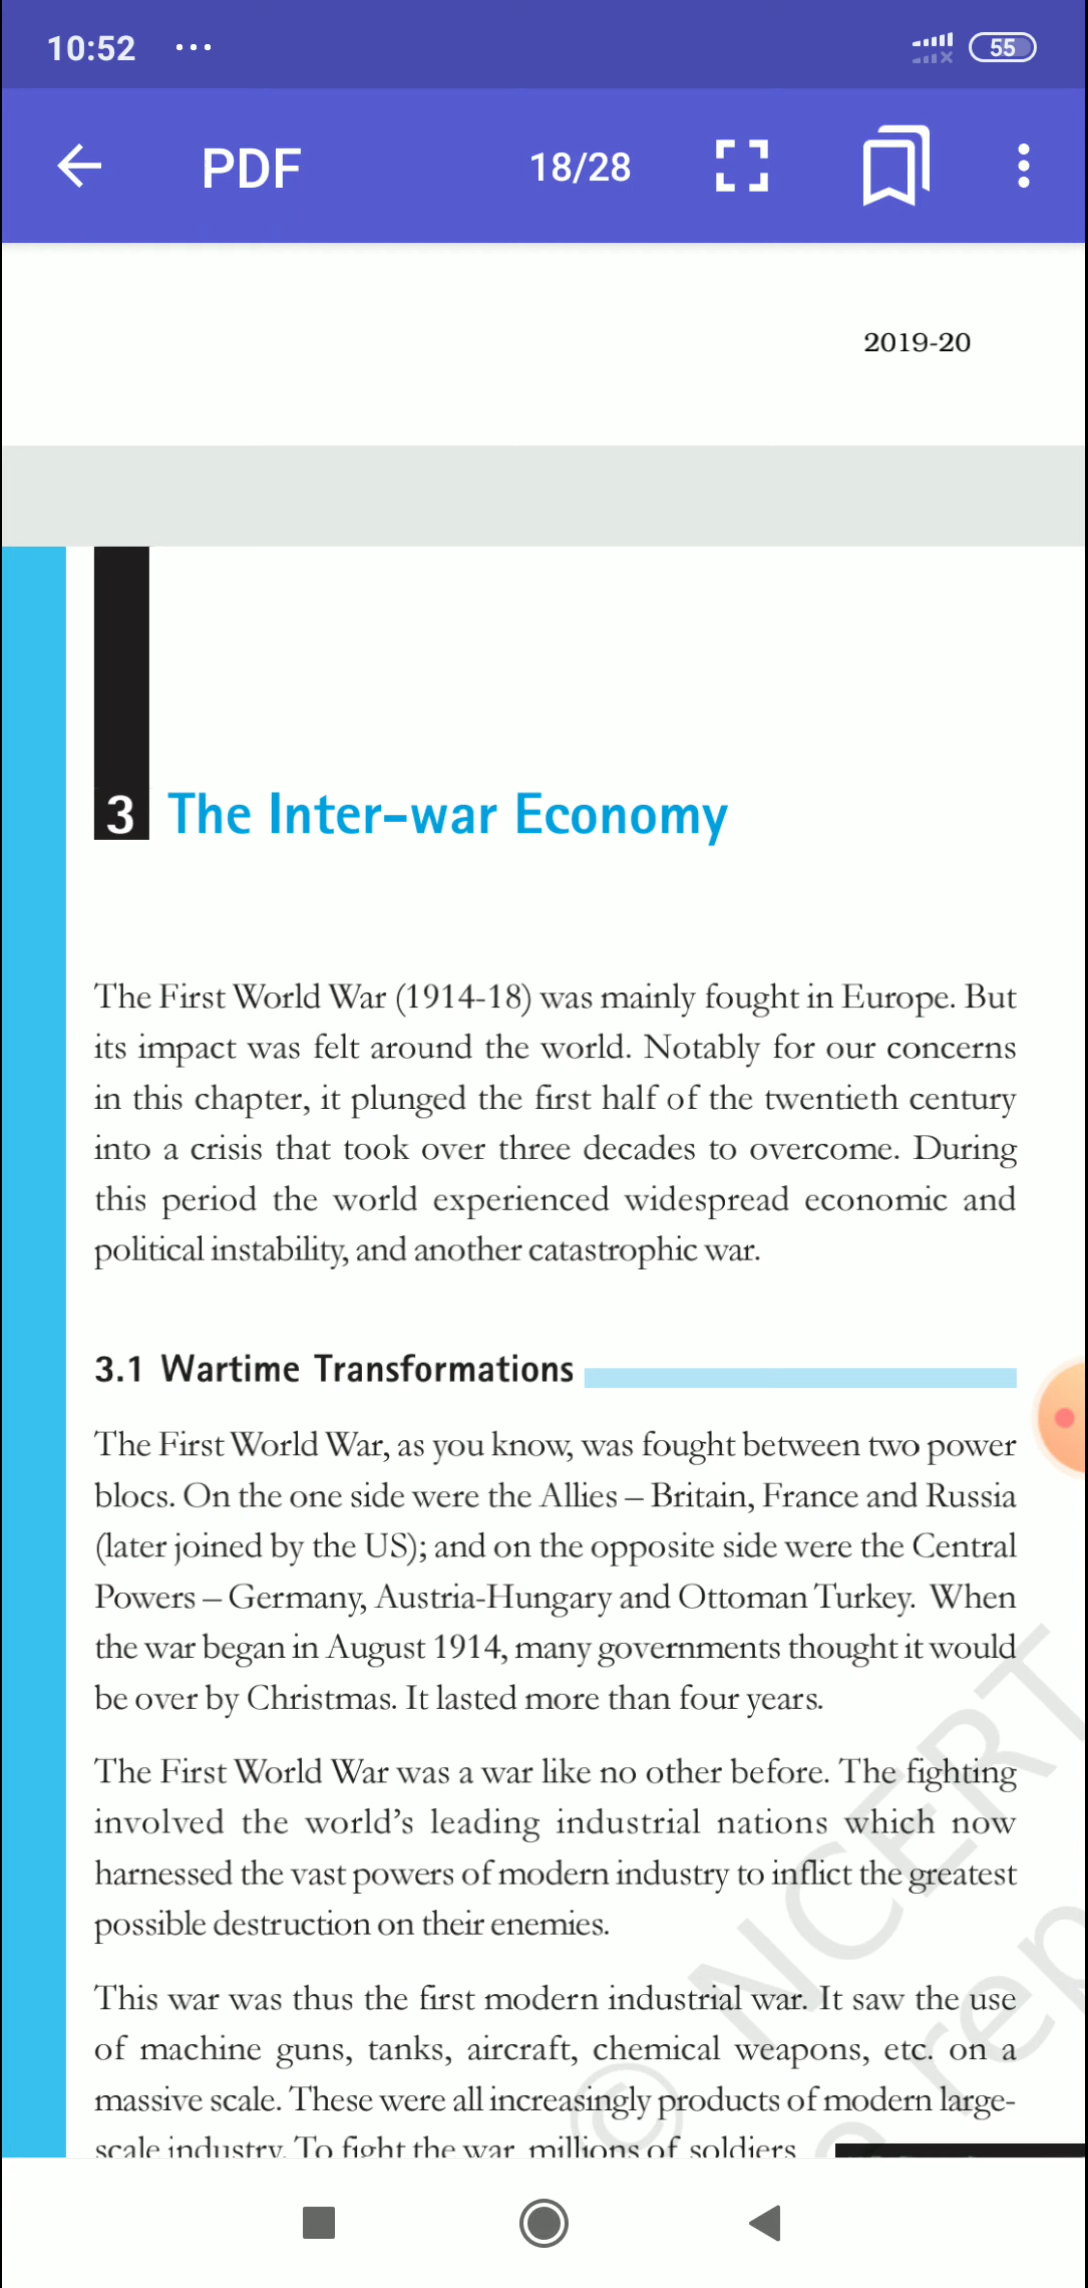 10:52 ...
55
PDF
18/28
2019-20
3 The Inter-war Economy
The First World War (1914-18) was mainly fought in Europe. But
its impact was felt around the world. Notably for our concerns
in this chapter, it plunged the first half of the twentieth century
into a crisis that took over three decades to overcome. During
this period the world experienced widespread economic and
political instability, and another catastrophic war.
3.1 Wartime Transformations
The First World War, as you know, was fought between two power
blocs. On the one side were the Allies – Britain, France and Russia
(later joined by the US); and on the opposite side were the Central
Powers – Germany, Austria-Hungary and Ottoman Turkey. When
the war began in August 1914, many governments thought it would
be over by Christmas. It lasted more than four years.
The First World War was a war like no other before. The fighting
involved the world's leading industrial nations which now
harnessed the vast powers of modern industry to inflict the greatest
possible destruction on their enemies.
This war was thus the first modern industrial war. It saw the use
of machine guns, tanks, aircraft, chemical weapons, etc. on a
massive scale. These were all increasingly products of modern large-
scale industry. To fight the war, millions of soldiers
© NCERT